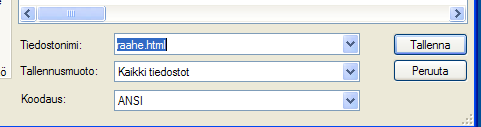 Tiedostonimi: raahe.html Tallenna
ö Tallennusmuoto: Kaikki tiedostot Peruuta
Koodaus: ANSI